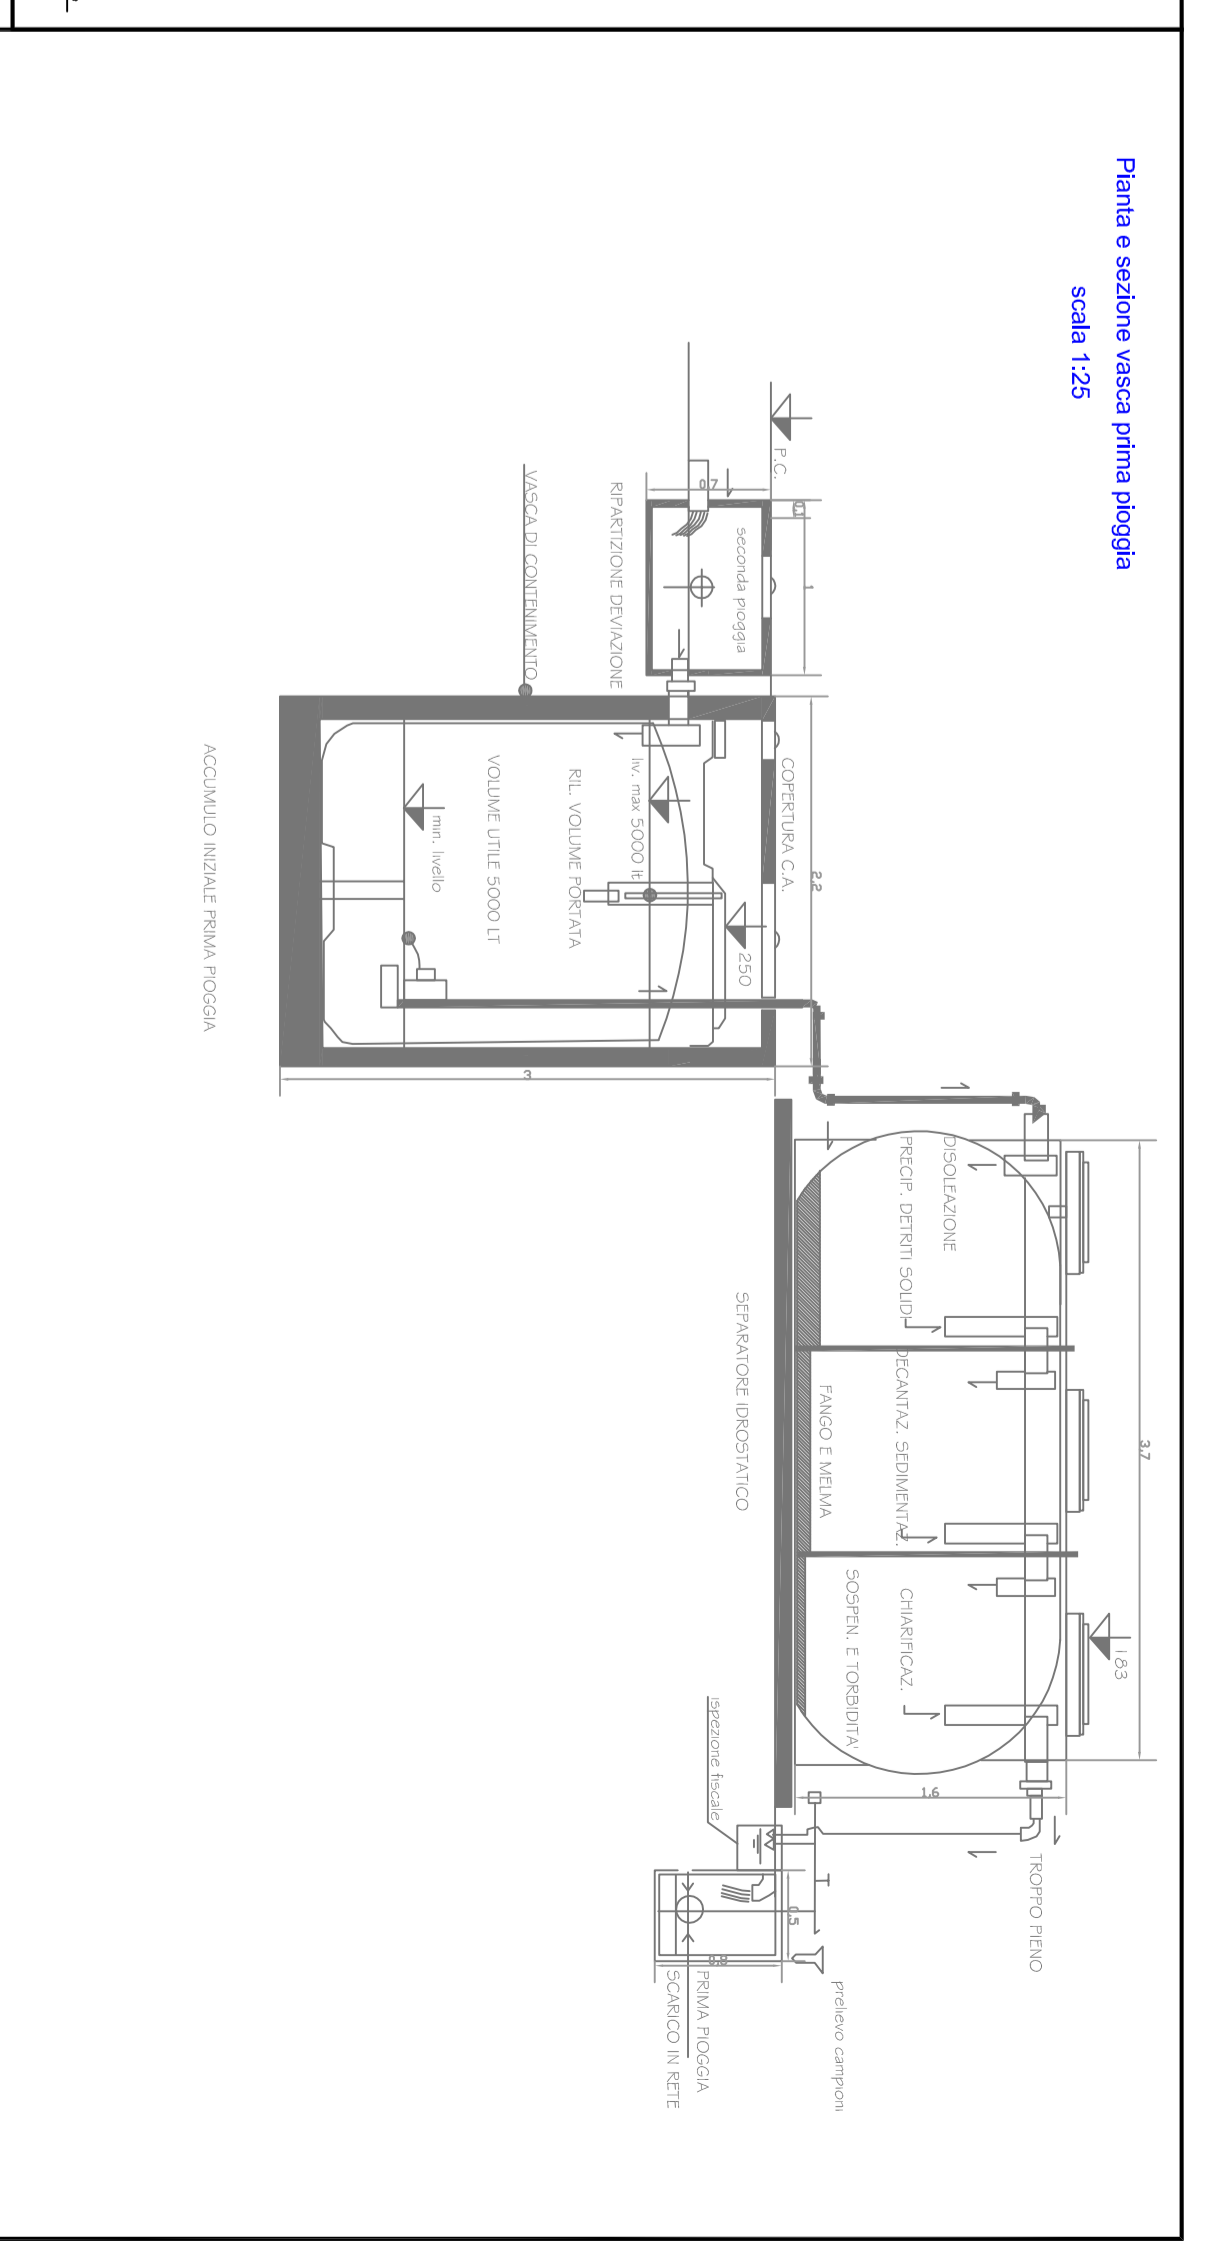 Pianta e sezione vasca prima pioggia
scala 1:25
P.C.
0,7
0,1
1
seconda pioggia
RIPARTIZIONE DEVIAZIONE
VASCA DI CONTENIMENTO
COPERTURA C.A.
2,2
250
liv. max 5000 lt
RIL. VOLUME PORTATA
VOLUME UTILE 5000 LT
min. livello
ACCUMULO INIZIALE PRIMA PIOGGIA
3
3,7
183
DISOLEAZIONE
PRECIP. DETRITI SOLIDI
DECANTAZ. SEDIMENTAZ.
FANGO E MELMA
CHIARIFICAZ.
SOSPEN. E TORBIDITA'
SEPARATORE IDROSTATICO
1,6
ispezione fiscale
TROPPO PIENO
0,5
0,8
prelievo campioni
PRIMA PIOGGIA
SCARICO IN RETE